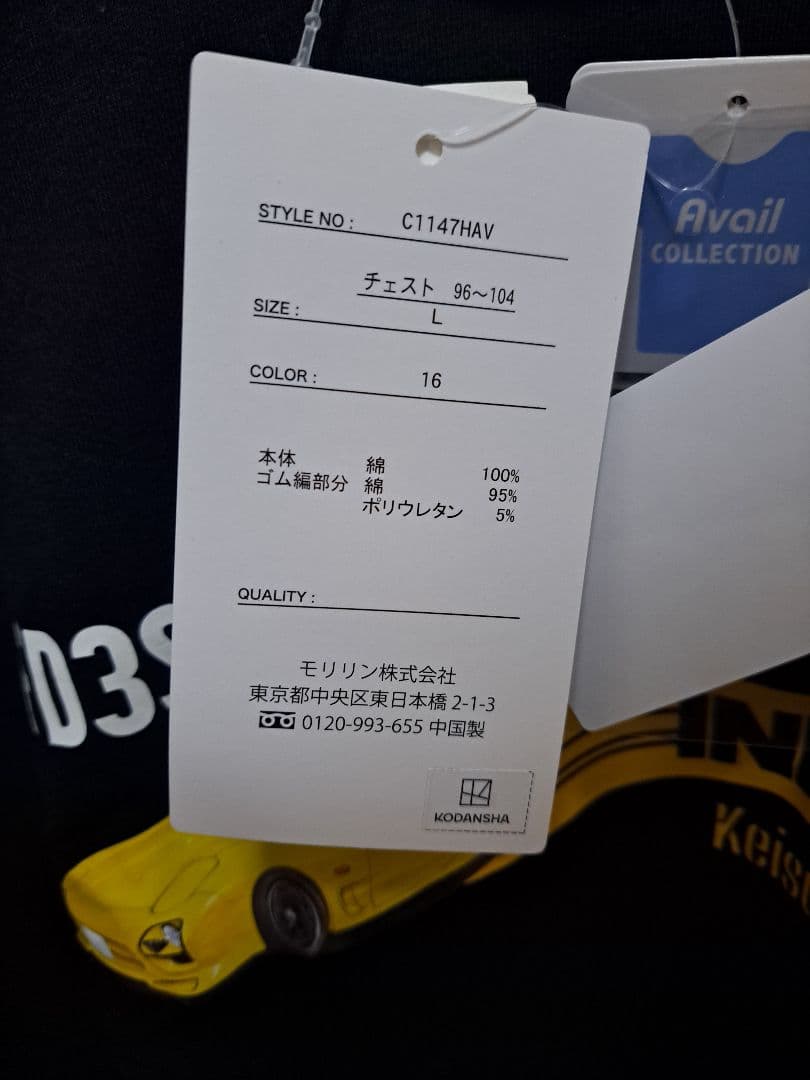 STYLE NO : C1147HAV
チェスト 96〜104
SIZE : L
COLOR : 16
本体 綿 100%
ゴム編部分 綿 95%
ポリウレタン 5%
QUALITY :
モリリン株式会社
東京都中央区東日本橋 2-1-3
0120-993-655 中国製
KODANSHA
Avail
COLLECTION
D3
IN
Keis